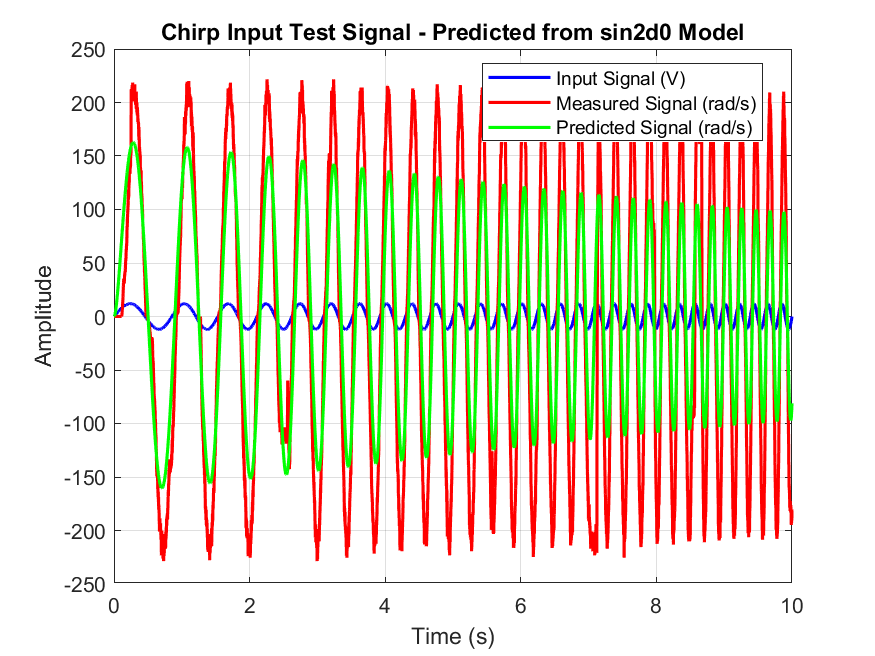 Chirp Input Test Signal - Predicted from sin2d0 Model
250
200
150
100
50
0
-50
-100
-150
-200
-250
Amplitude
Input Signal (V)
Measured Signal (rad/s)
Predicted Signal (rad/s)
0 2 4 6 8 10
Time (s)